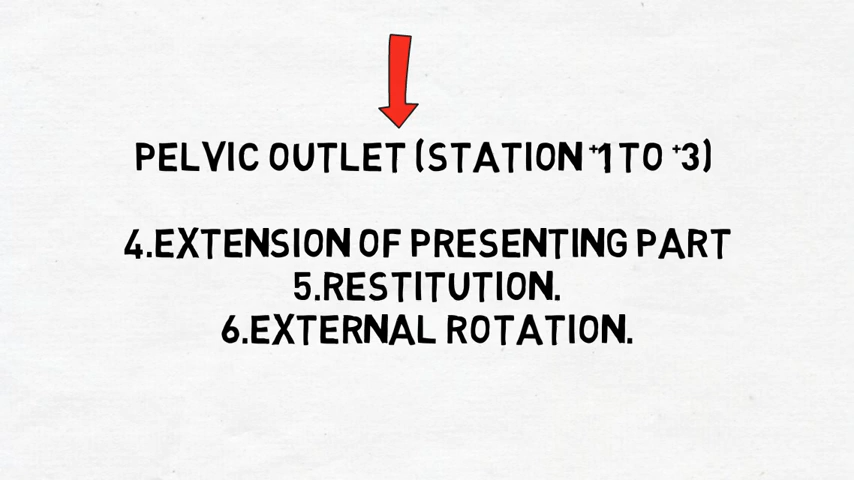 PELVIC OUTLET (STATION +1 TO +3)
4.EXTENSION OF PRESENTING PART
5.RESTITUTION.
6.EXTERNAL ROTATION.